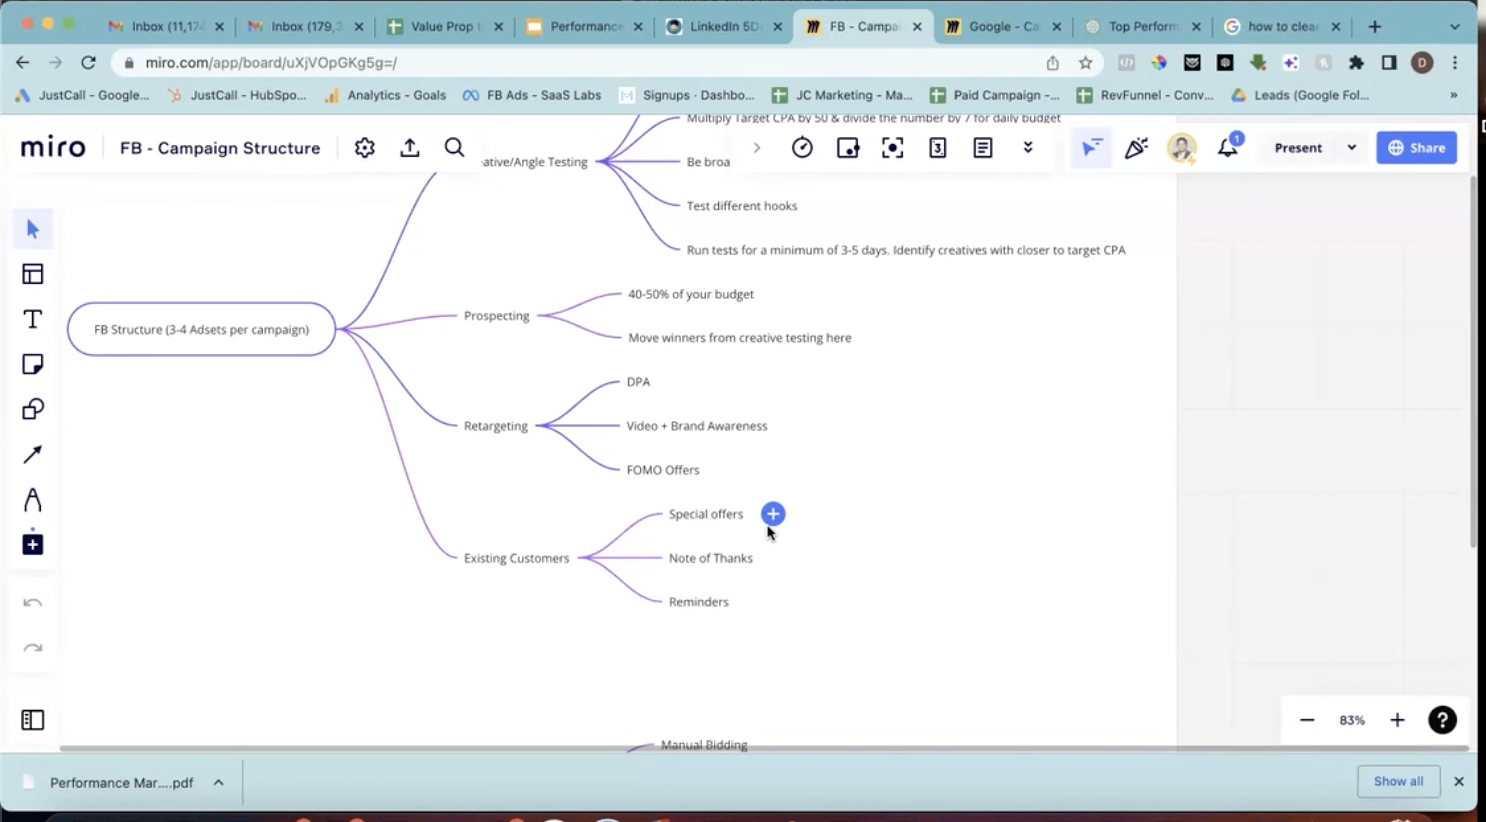 Inbox (11,17
Inbox (179,
Value Prop t
Performance
LinkedIn 5D
FB - Campa
Google - Ca
Top Perform
how to clea
miro.com/app/board/uXjVOpGKg5g=/
D
JustCall - Google...
JustCall - HubSpo...
Analytics - Goals
FB Ads - SaaS Labs
Signups · Dashbo...
JC Marketing - Ma...
Paid Campaign -...
RevFunnel - Conv...
Leads (Google Fol...
»
miro
FB - Campaign Structure
3
1
Present
Share
Multiply Target CPA by 50 & divide the number by 7 for daily budget
ative/Angle Testing
Be broa
Test different hooks
Run tests for a minimum of 3-5 days. Identify creatives with closer to target CPA
FB Structure (3-4 Adsets per campaign)
Prospecting
40-50% of your budget
Move winners from creative testing here
Retargeting
DPA
Video + Brand Awareness
FOMO Offers
Existing Customers
Special offers
Note of Thanks
Reminders
Manual Bidding
83%
Performance Mar....pdf
Show all